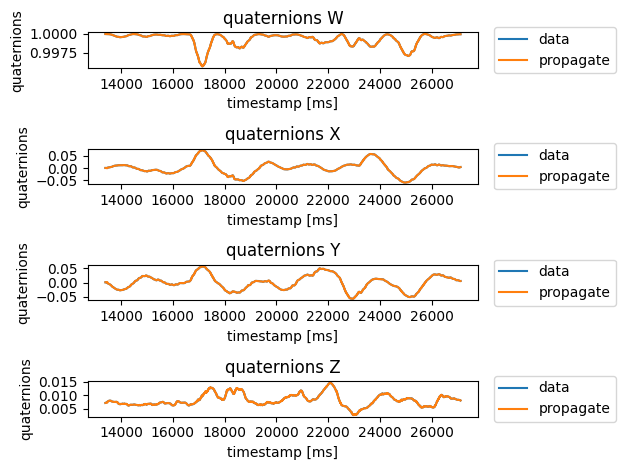 quaternions W
quaternions
1.0000
0.9975
14000 16000 18000 20000 22000 24000 26000
timestamp [ms]
data
propagate
quaternions X
quaternions
0.05
0.00
−0.05
14000 16000 18000 20000 22000 24000 26000
timestamp [ms]
data
propagate
quaternions Y
quaternions
0.05
0.00
−0.05
14000 16000 18000 20000 22000 24000 26000
timestamp [ms]
data
propagate
quaternions Z
quaternions
0.015
0.010
0.005
14000 16000 18000 20000 22000 24000 26000
timestamp [ms]
data
propagate